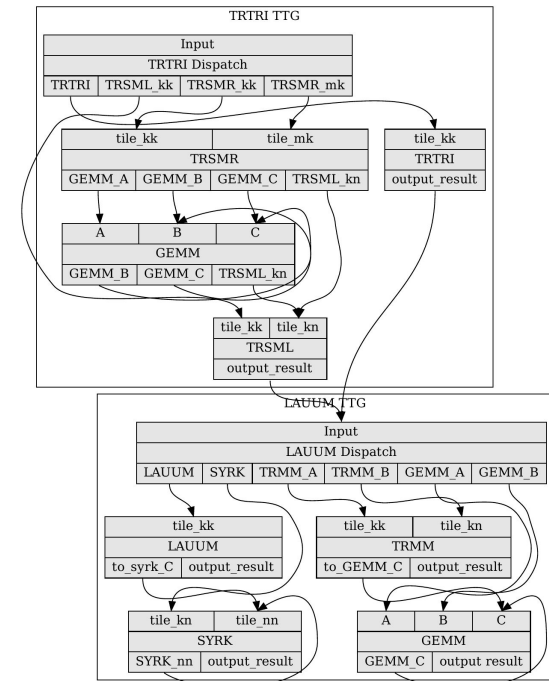 TRTRI TTG
Input
TRTRI Dispatch
TRTRI TRSML_kk TRSMR_kk TRSMR_mk
tile_kk tile_mk
TRSMR
GEMM_A GEMM_B GEMM_C TRSML_kn
tile_kk
TRTRI
output_result
A B C
GEMM
GEMM_B GEMM_C TRSML_kn
tile_kk tile_kn
TRSML
output_result
LAUUM TTG
Input
LAUUM Dispatch
LAUUM SYRK TRMM_A TRMM_B GEMM_A GEMM_B
tile_kk
LAUUM
to_syrk_C output_result
tile_kk tile_kn
TRMM
to_GEMM_C output_result
tile_kn tile_nn
SYRK
SYRK_nn output_result
A B C
GEMM
GEMM_C output result